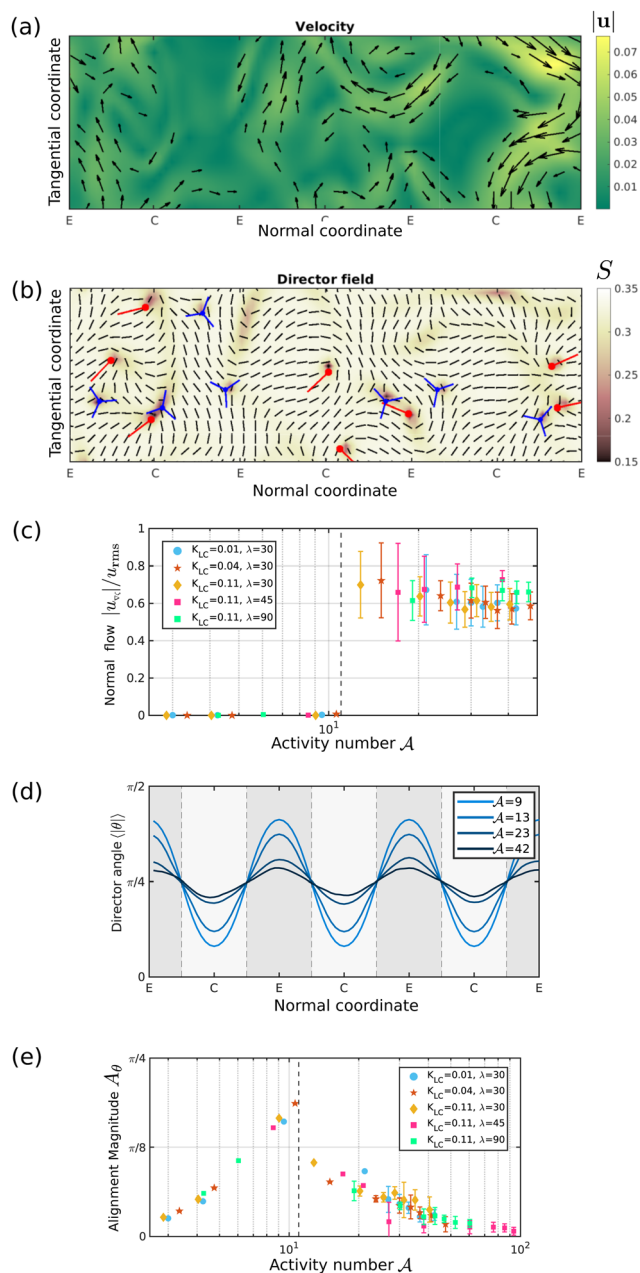 (a)
Velocity
|u|
Tangential coordinate
0.07
0.06
0.05
0.04
0.03
0.02
0.01
E C E C E C E
Normal coordinate
(b)
Director field
S
Tangential coordinate
0.35
0.3
0.25
0.2
0.15
E C E C E C E
Normal coordinate
(c)
Normal flow |u_vc|/u_rms
1
0.8
0.6
0.4
0.2
0
K_LC=0.01, λ=30
K_LC=0.04, λ=30
K_LC=0.11, λ=30
K_LC=0.11, λ=45
K_LC=0.11, λ=90
10^1
Activity number 𝒜
(d)
Director angle ⟨|θ|⟩
π/2
π/4
0
𝒜=9
𝒜=13
𝒜=23
𝒜=42
E C E C E C E
Normal coordinate
(e)
Alignment Magnitude A_θ
π/4
π/8
0
K_LC=0.01, λ=30
K_LC=0.04, λ=30
K_LC=0.11, λ=30
K_LC=0.11, λ=45
K_LC=0.11, λ=90
10^1 10^2
Activity number 𝒜